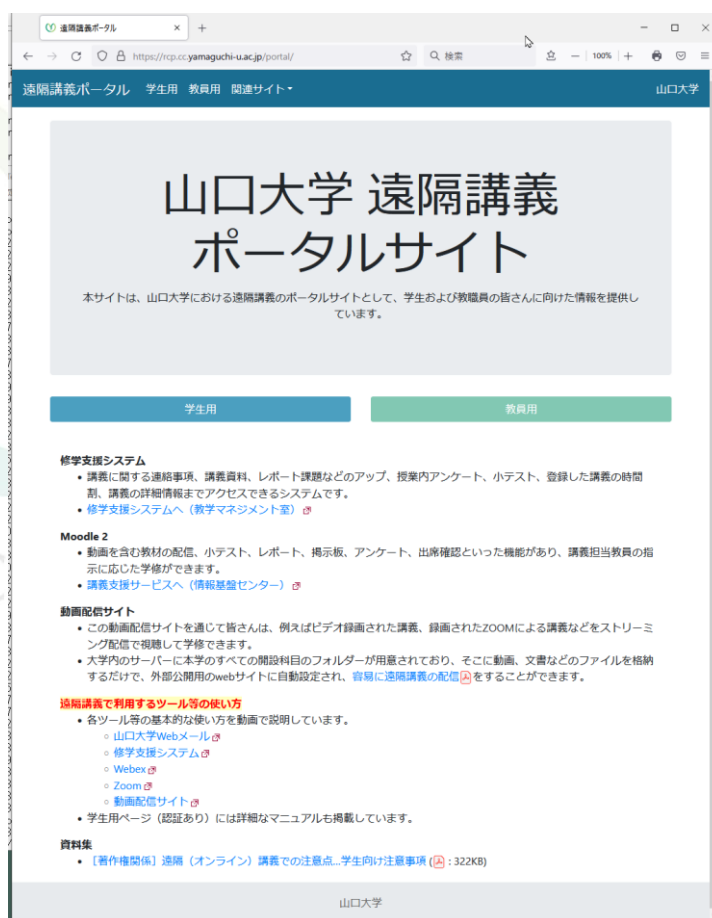 遠隔講義ポータル
https://rcp.cc.yamaguchi-u.ac.jp/portal/
検索
100%
遠隔講義ポータル 学生用 教員用 関連サイト
山口大学
山口大学 遠隔講義
ポータルサイト
本サイトは、山口大学における遠隔講義のポータルサイトとして、学生および教職員の皆さんに向けた情報を提供し
ています。
学生用
教員用
修学支援システム
• 講義に関する連絡事項、講義資料、レポート課題などのアップ、授業内アンケート、小テスト、登録した講義の時間
割、講義の詳細情報までアクセスできるシステムです。
• 修学支援システムへ（教学マネジメント室）
Moodle 2
• 動画を含む教材の配信、小テスト、レポート、掲示板、アンケート、出席確認といった機能があり、講義担当教員の指
示に応じた学修ができます。
• 講義支援サービスへ（情報基盤センター）
動画配信サイト
• この動画配信サイトを通じて皆さんは、例えばビデオ録画された講義、録画されたZOOMによる講義などをストリーミ
ング配信で視聴して学修できます。
• 大学内のサーバーに本学のすべての開設科目のフォルダーが用意されており、そこに動画、文書などのファイルを格納
するだけで、外部公開用のwebサイトに自動設定され、容易に遠隔講義の配信をすることができます。
遠隔講義で利用するツール等の使い方
• 各ツール等の基本的な使い方を動画で説明しています。
◦ 山口大学Webメール
◦ 修学支援システム
◦ Webex
◦ Zoom
◦ 動画配信サイト
• 学生用ページ（認証あり）には詳細なマニュアルも掲載しています。
資料集
• ［著作権関係］遠隔（オンライン）講義での注意点...学生向け注意事項 ( : 322KB)
山口大学